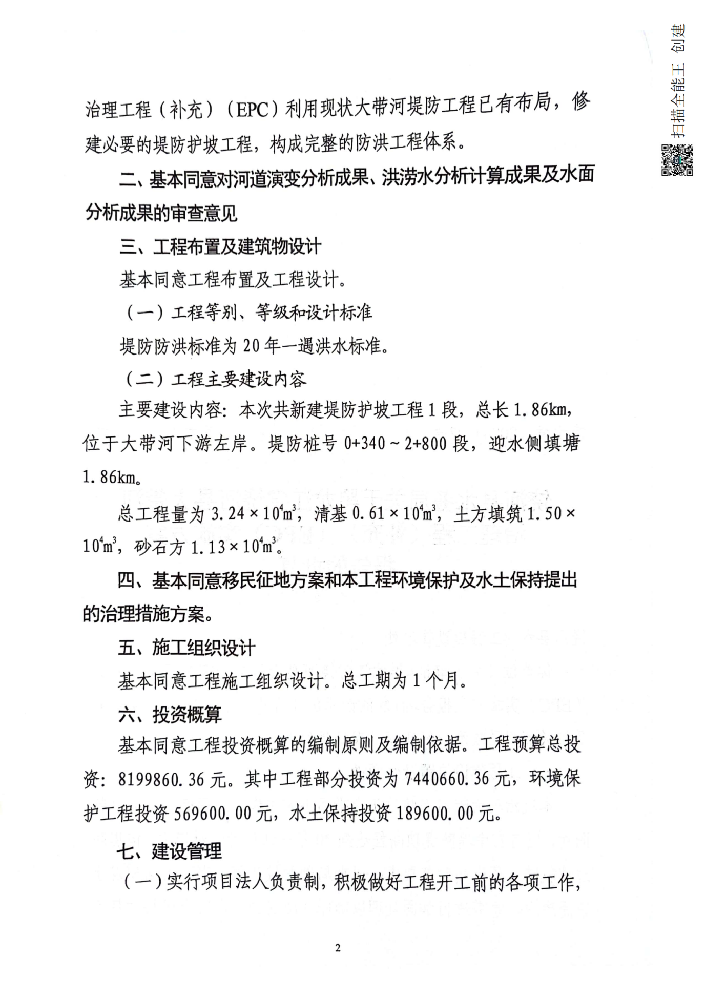 治理工程（补充）（EPC）利用现状大带河堤防工程已有布局，修
建必要的堤防护坡工程，构成完整的防洪工程体系。
二、基本同意对河道演变分析成果、洪涝水分析计算成果及水面
分析成果的审查意见
三、工程布置及建筑物设计
基本同意工程布置及工程设计。
（一）工程等别、等级和设计标准
堤防防洪标准为 20 年一遇洪水标准。
（二）工程主要建设内容
主要建设内容：本次共新建堤防护坡工程 1 段，总长 1.86km，
位于大带河下游左岸。堤防桩号 0+340～2+800 段，迎水侧填塘
1.86km。
总工程量为 3.24×10⁴m³，清基 0.61×10⁴m³，土方填筑 1.50×
10⁴m³，砂石方 1.13×10⁴m³。
四、基本同意移民征地方案和本工程环境保护及水土保持提出
的治理措施方案。
五、施工组织设计
基本同意工程施工组织设计。总工期为 1 个月。
六、投资概算
基本同意工程投资概算的编制原则及编制依据。工程预算总投
资：8199860.36 元。其中工程部分投资为 7440660.36 元，环境保
护工程投资 569600.00 元，水土保持投资 189600.00 元。
七、建设管理
（一）实行项目法人负责制，积极做好工程开工前的各项工作，
2
扫描全能王 创建